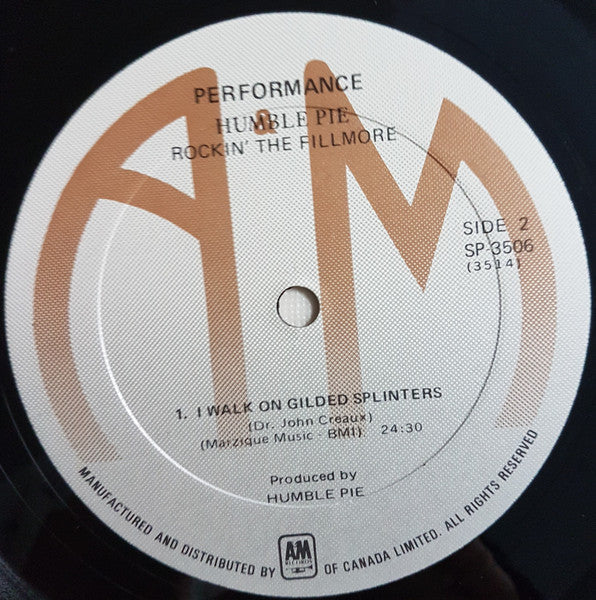 PERFORMANCE
HUMBLE PIE
ROCKIN' THE FILLMORE
SIDE 2
SP-3506
(3514)
1. I WALK ON GILDED SPLINTERS
(Dr. John Creaux)
(Marzique Music - BMI) 24:30
Produced by
HUMBLE PIE
MANUFACTURED AND DISTRIBUTED BY AM RECORDS OF CANADA LIMITED. ALL RIGHTS RESERVED
A&M